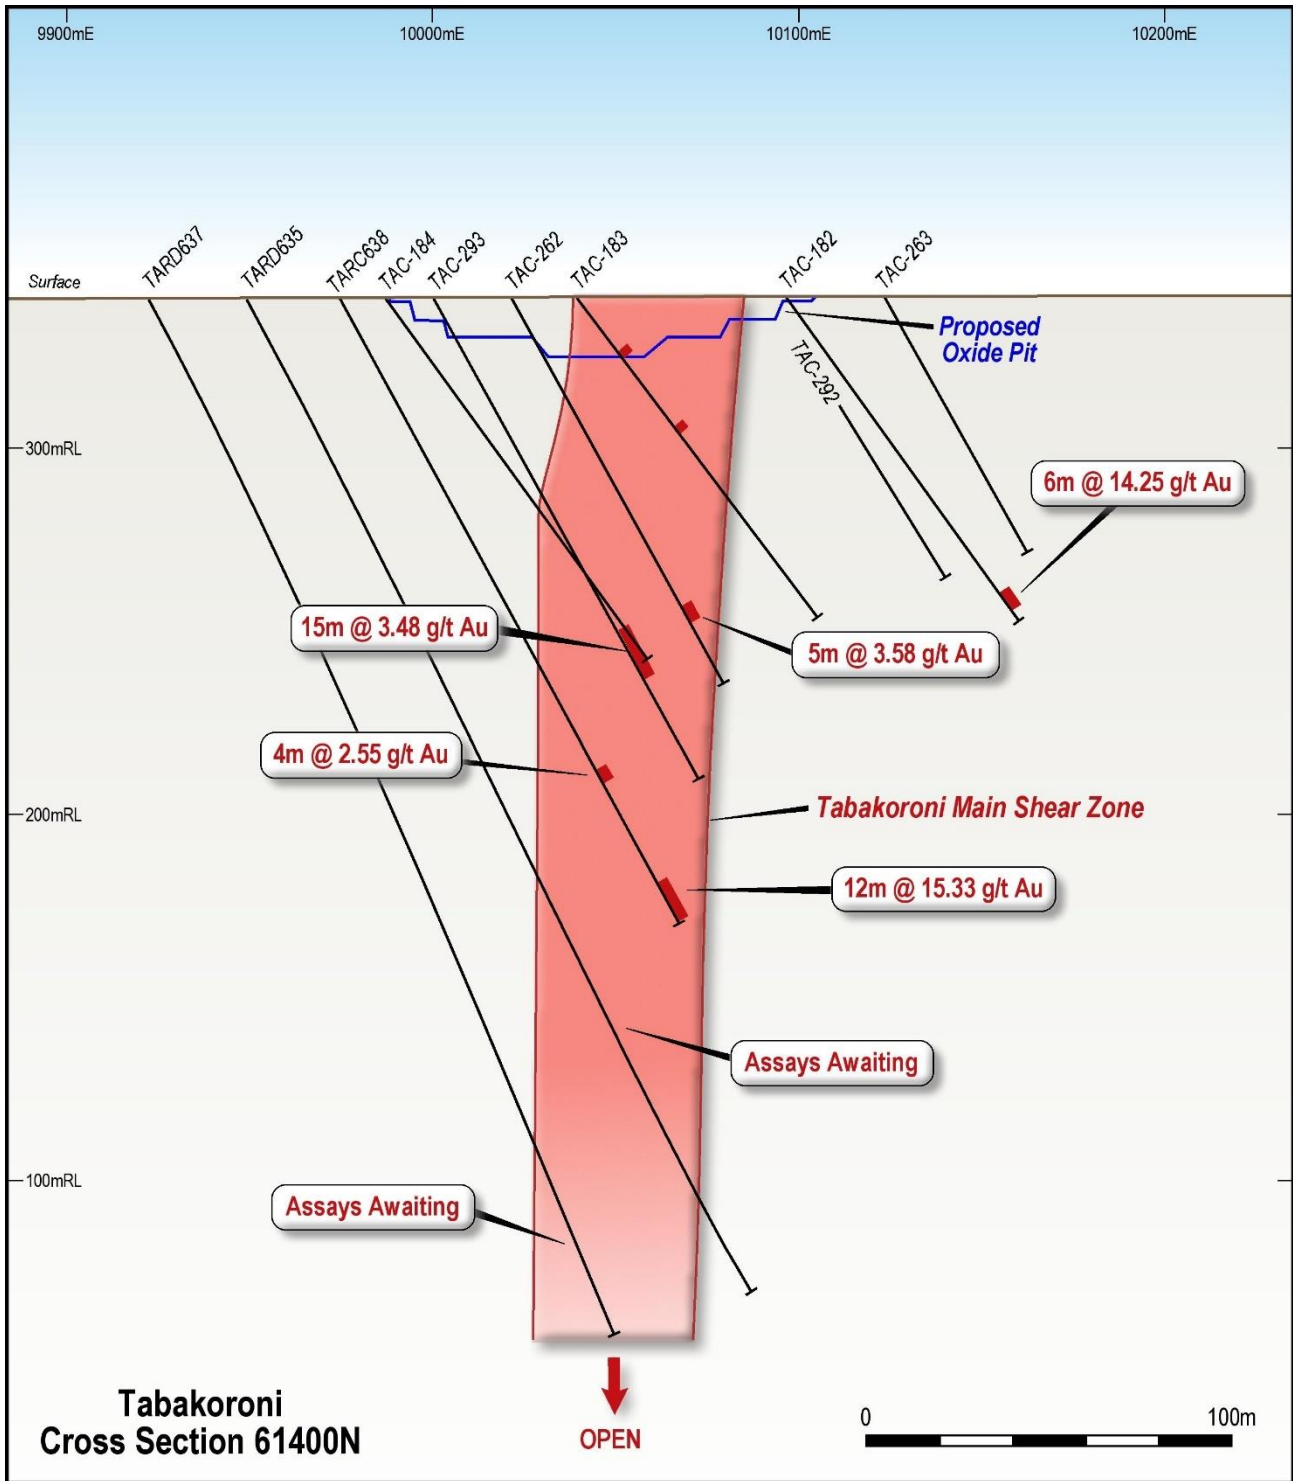 9900mE
10000mE
10100mE
10200mE
Surface
TARD637
TARD635
TARC638
TAC-184
TAC-293
TAC-262
TAC-183
TAC-182
TAC-263
Proposed
Oxide Pit
TAC-292
300mRL
6m @ 14.25 g/t Au
15m @ 3.48 g/t Au
5m @ 3.58 g/t Au
4m @ 2.55 g/t Au
200mRL
Tabakoroni Main Shear Zone
12m @ 15.33 g/t Au
Assays Awaiting
100mRL
Assays Awaiting
Tabakoroni
Cross Section 61400N
OPEN
0
100m